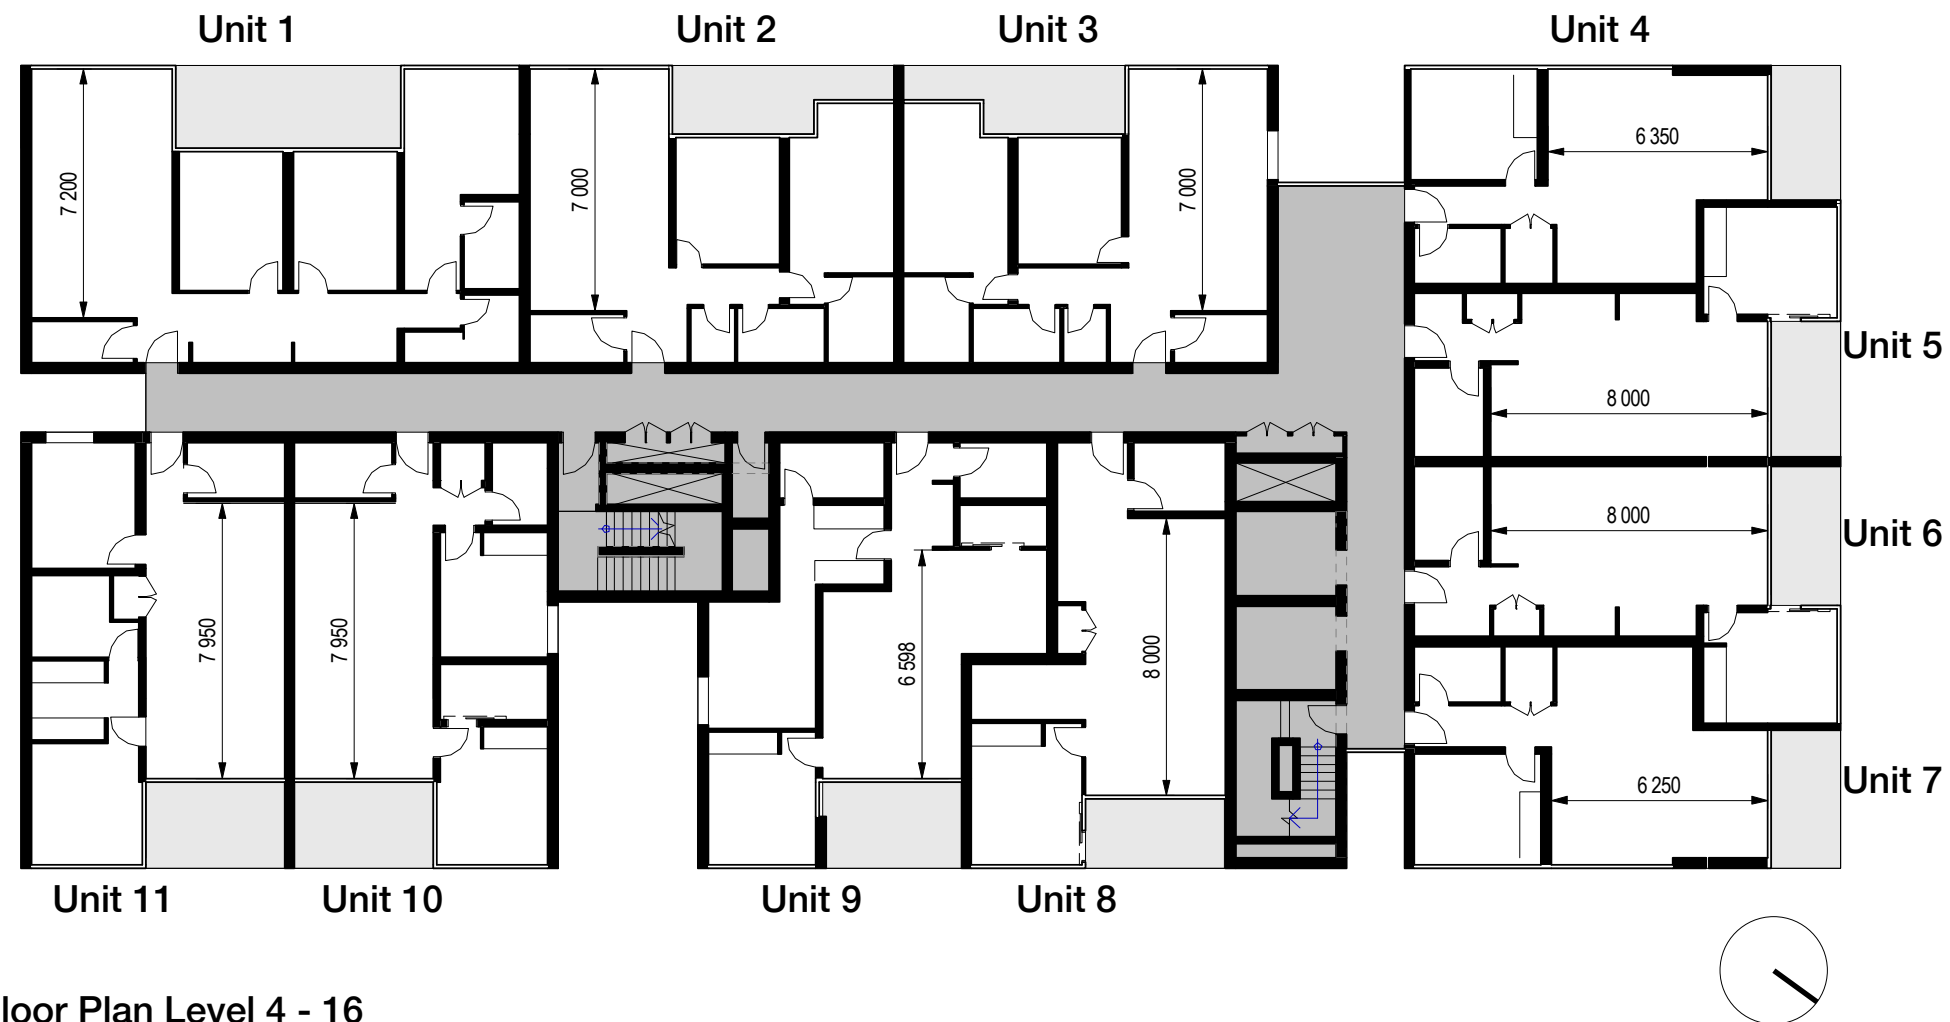 Unit 1
Unit 2
Unit 3
Unit 4
7 200
7 000
7 000
6 350
Unit 5
8 000
8 000
Unit 6
7 950
7 950
6 598
8 000
6 250
Unit 7
Unit 11
Unit 10
Unit 9
Unit 8
loor Plan Level 4 - 16